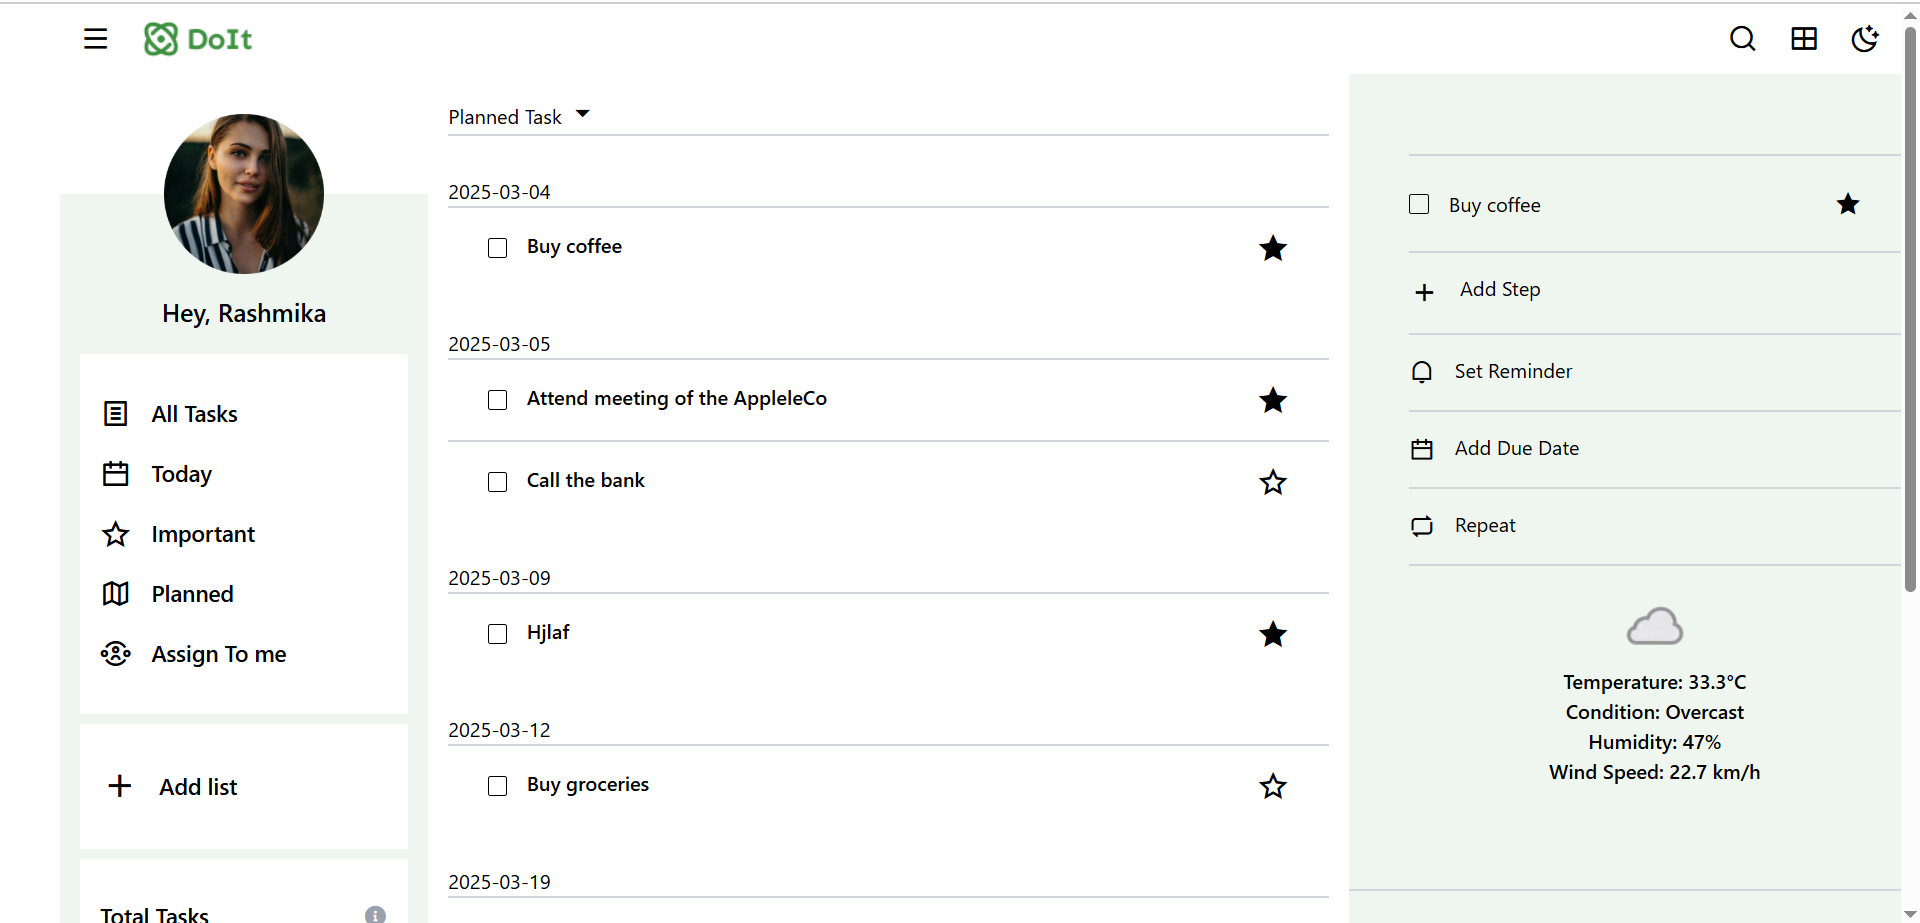 DoIt
Hey, Rashmika
All Tasks
Today
Important
Planned
Assign To me
Add list
Total Tasks
Planned Task
2025-03-04
Buy coffee
2025-03-05
Attend meeting of the AppleleCo
Call the bank
2025-03-09
Hjlaf
2025-03-12
Buy groceries
2025-03-19
Buy coffee
Add Step
Set Reminder
Add Due Date
Repeat
Temperature: 33.3°C
Condition: Overcast
Humidity: 47%
Wind Speed: 22.7 km/h